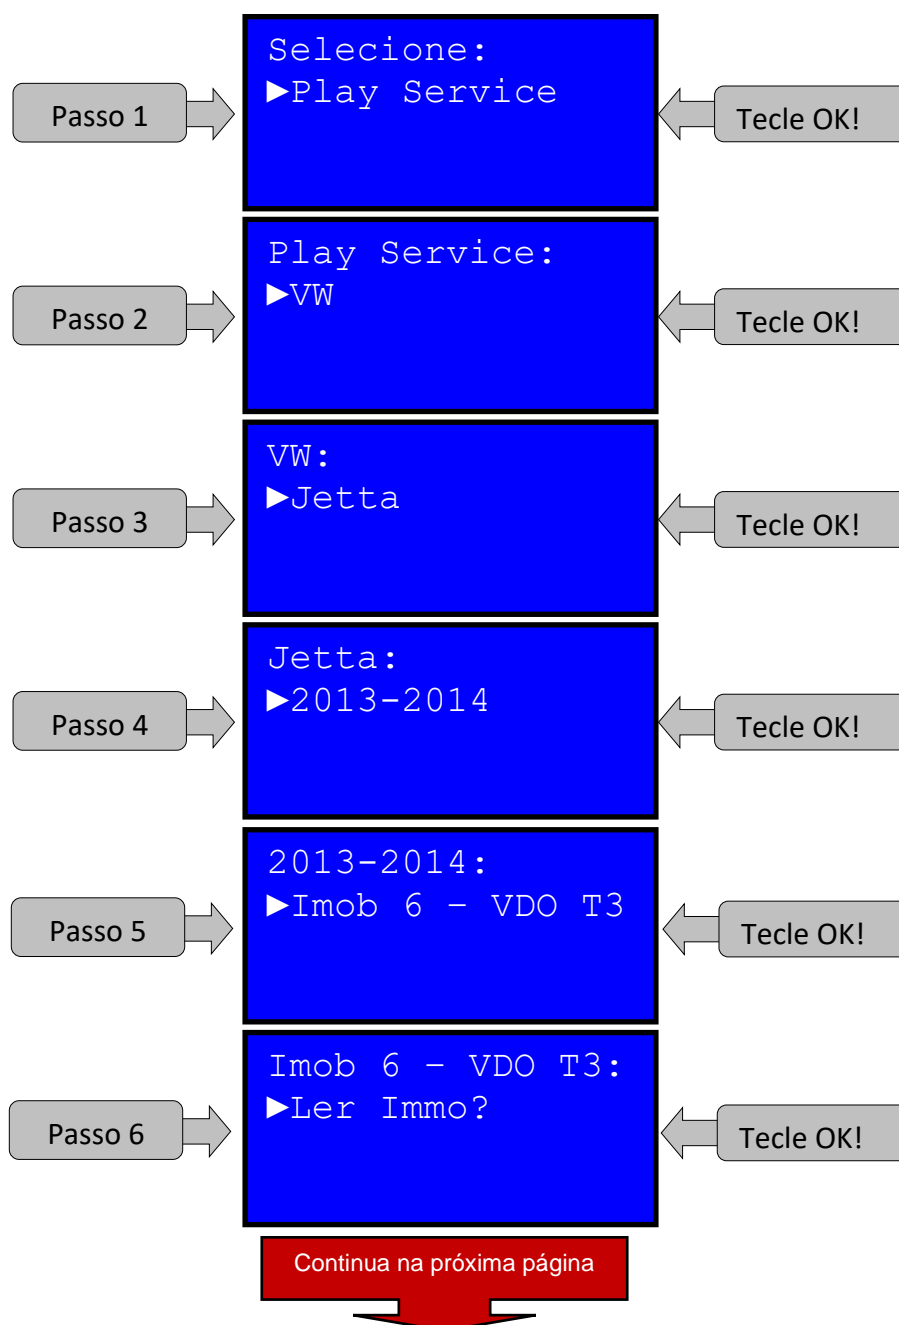 Selecione:
►Play Service
Passo 1
Tecle OK!
Play Service:
►VW
Passo 2
Tecle OK!
VW:
►Jetta
Passo 3
Tecle OK!
Jetta:
►2013-2014
Passo 4
Tecle OK!
2013-2014:
►Imob 6 – VDO T3
Passo 5
Tecle OK!
Imob 6 – VDO T3:
►Ler Immo?
Passo 6
Tecle OK!
Continua na próxima página